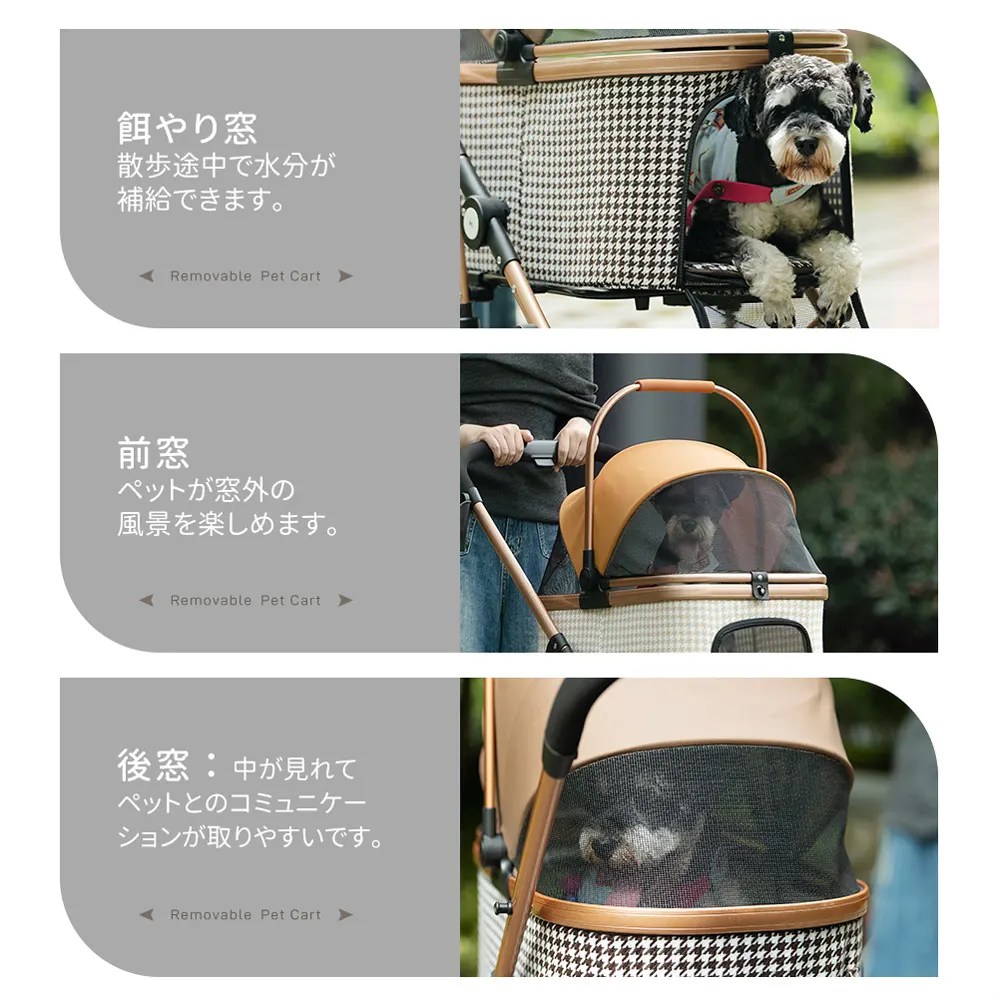 餌やり窓
散歩途中で水分が
補給できます。
Removable Pet Cart
前窓
ペットが窓外の
風景を楽しめます。
Removable Pet Cart
後窓：中が見れて
ペットとのコミュニケー
ションが取りやすいです。
Removable Pet Cart